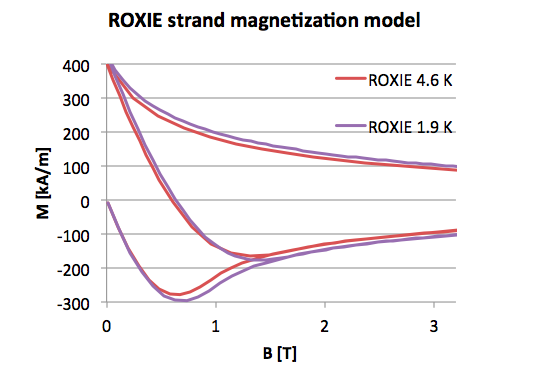 ROXIE strand magnetization model
400
300
200
100
0
-100
-200
-300
M [kA/m]
ROXIE 4.6 K
ROXIE 1.9 K
0 1 2 3
B [T]